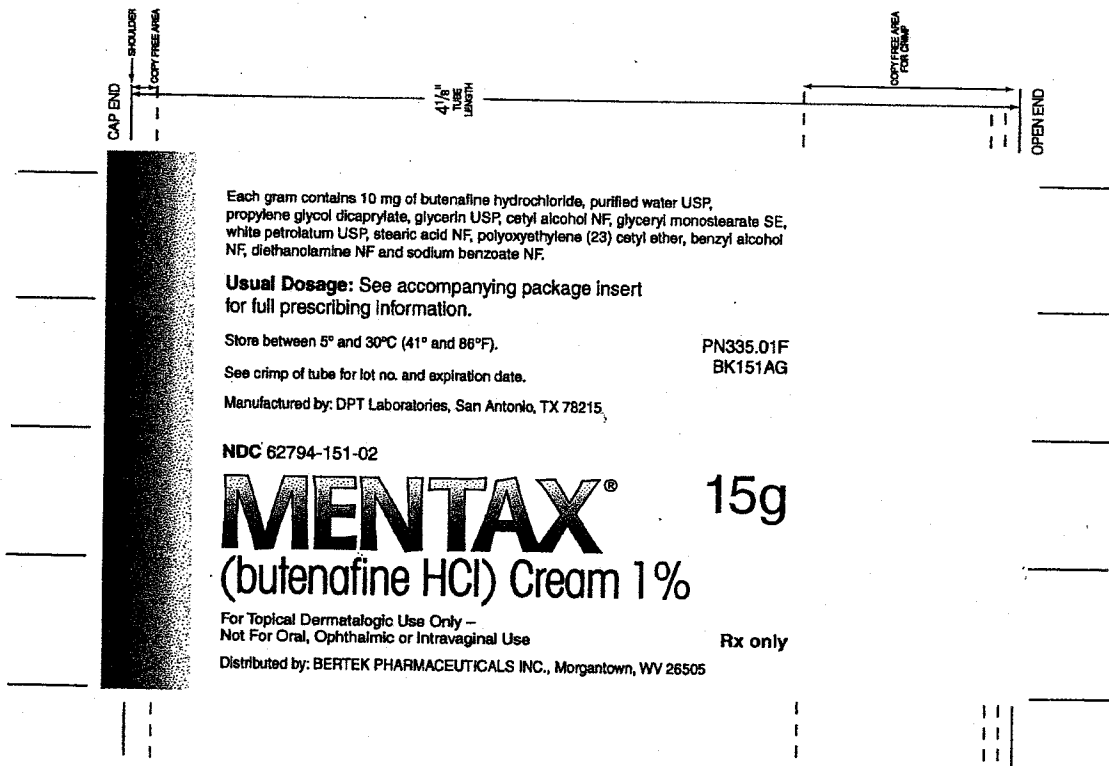 SHOULDER
COPY FREE AREA
CAP END
4 1/8"
TUBE
LENGTH
COPY FREE AREA
FOR CRIMP
OPEN END
Each gram contains 10 mg of butenafine hydrochloride, purified water USP,
propylene glycol dicaprylate, glycerin USP, cetyl alcohol NF, glyceryl monostearate SE,
white petrolatum USP, stearic acid NF, polyoxyethylene (23) cetyl ether, benzyl alcohol
NF, diethanolamine NF and sodium benzoate NF.
Usual Dosage: See accompanying package insert
for full prescribing information.
Store between 5° and 30°C (41° and 86°F).
PN335.01F
BK151AG
See crimp of tube for lot no. and expiration date.
Manufactured by: DPT Laboratories, San Antonio, TX 78215
NDC 62794-151-02
MENTAX® 15g
(butenafine HCl) Cream 1%
For Topical Dermatologic Use Only –
Not For Oral, Ophthalmic or Intravaginal Use
Rx only
Distributed by: BERTEK PHARMACEUTICALS INC., Morgantown, WV 26505